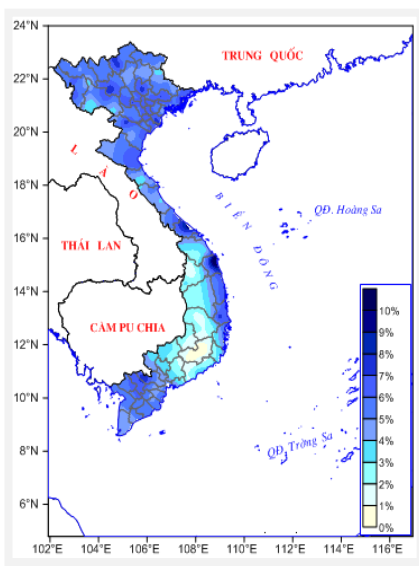 24°N
22°N
20°N
18°N
16°N
14°N
12°N
10°N
8°N
6°N
TRUNG QUỐC
L À O
BIỂN ĐÔNG
QĐ. Hoàng Sa
THÁI LAN
CĂM PU CHIA
QĐ. Trờng Sa
10%
9%
8%
7%
6%
5%
4%
3%
2%
1%
0%
102°E 104°E 106°E 108°E 110°E 112°E 114°E 116°E